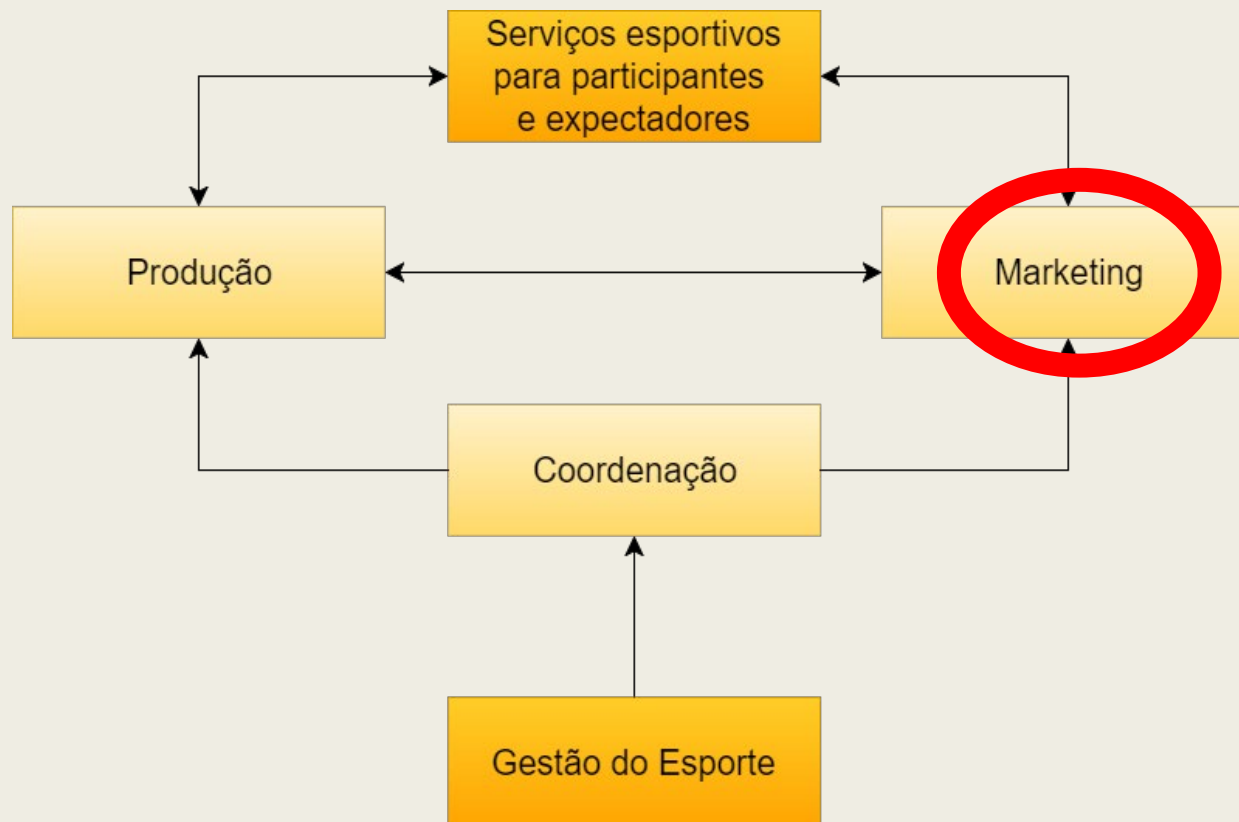 Serviços esportivos
para participantes
e expectadores
Produção
Marketing
Coordenação
Gestão do Esporte